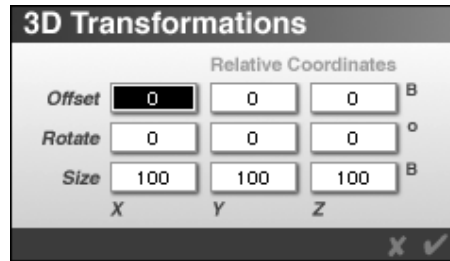 3D Transformations
Relative Coordinates
Offset 0 0 0 B
Rotate 0 0 0 o
Size 100 100 100 B
X Y Z